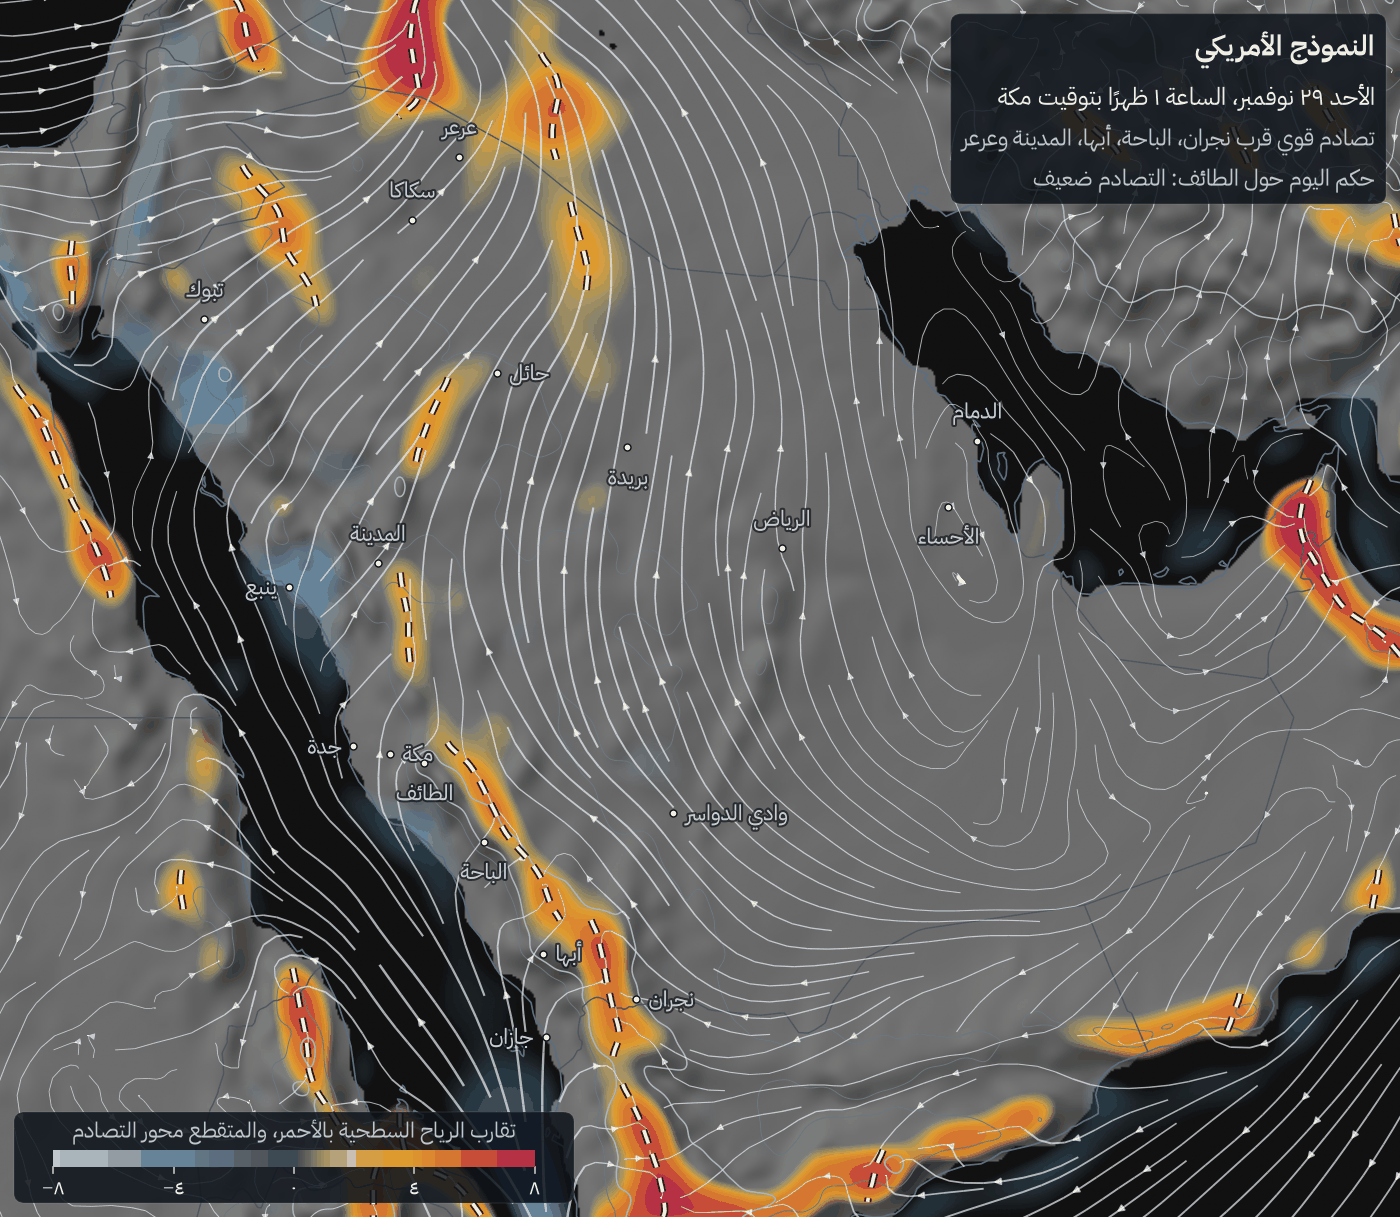 النموذج الأمريكي
الأحد ٢٩ نوفمبر، الساعة ١ ظهرًا بتوقيت مكة
تصادم قوي قرب نجران، الباحة، أبها، المدينة وعرعر
حكم اليوم حول الطائف: التصادم ضعيف
عرعر
سكاكا
تبوك
حائل
الدمام
بريدة
الرياض
الأحساء
المدينة
ينبع
جدة
مكة
الطائف
وادي الدواسر
الباحة
أبها
نجران
جازان
تقارب الرياح السطحية بالأحمر، والمتقطع محور التصادم
−٨ −٤ ٠ ٤ ٨